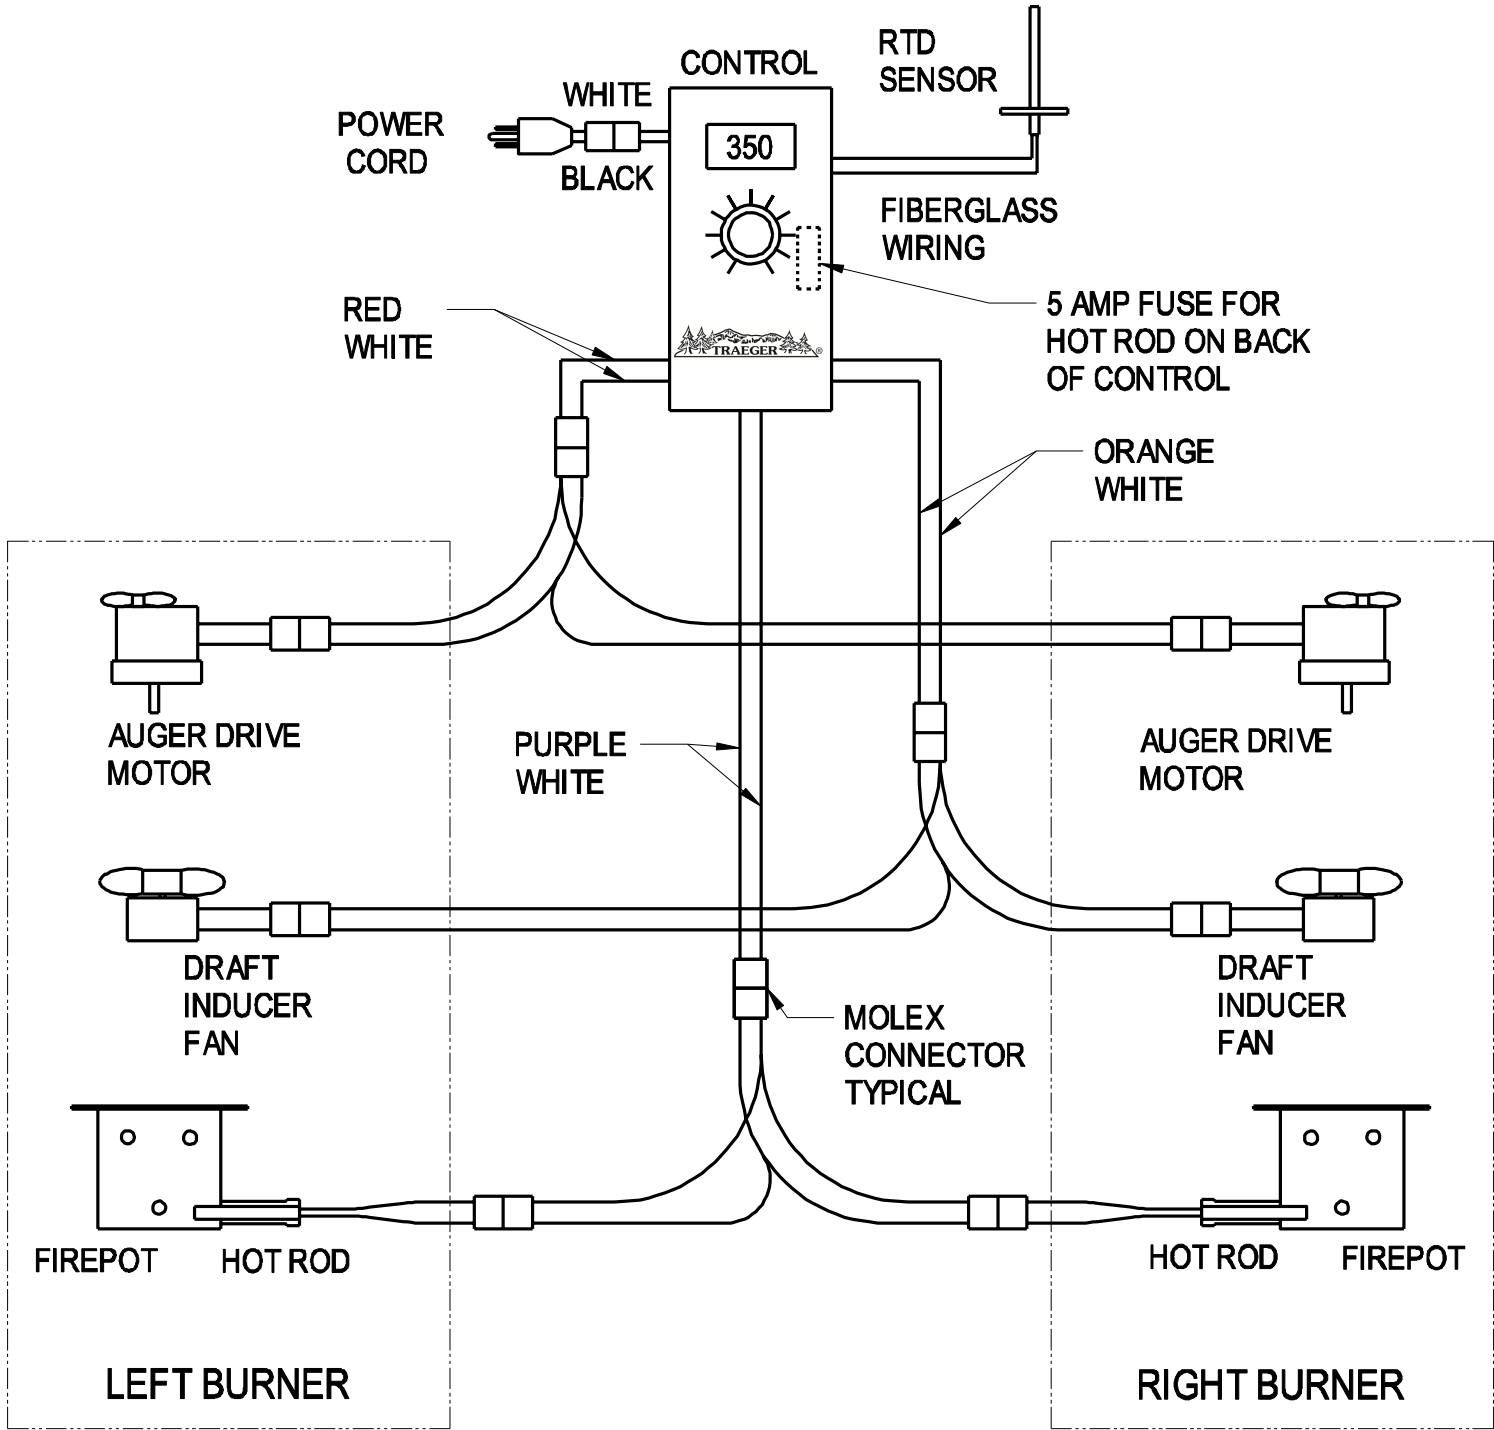 CONTROL
RTD
SENSOR
WHITE
POWER
CORD
BLACK
350
FIBERGLASS
WIRING
5 AMP FUSE FOR
HOT ROD ON BACK
OF CONTROL
RED
WHITE
TRAEGER®
ORANGE
WHITE
AUGER DRIVE
MOTOR
PURPLE
WHITE
AUGER DRIVE
MOTOR
DRAFT
INDUCER
FAN
MOLEX
CONNECTOR
TYPICAL
DRAFT
INDUCER
FAN
FIREPOT
HOT ROD
HOT ROD
FIREPOT
LEFT BURNER
RIGHT BURNER